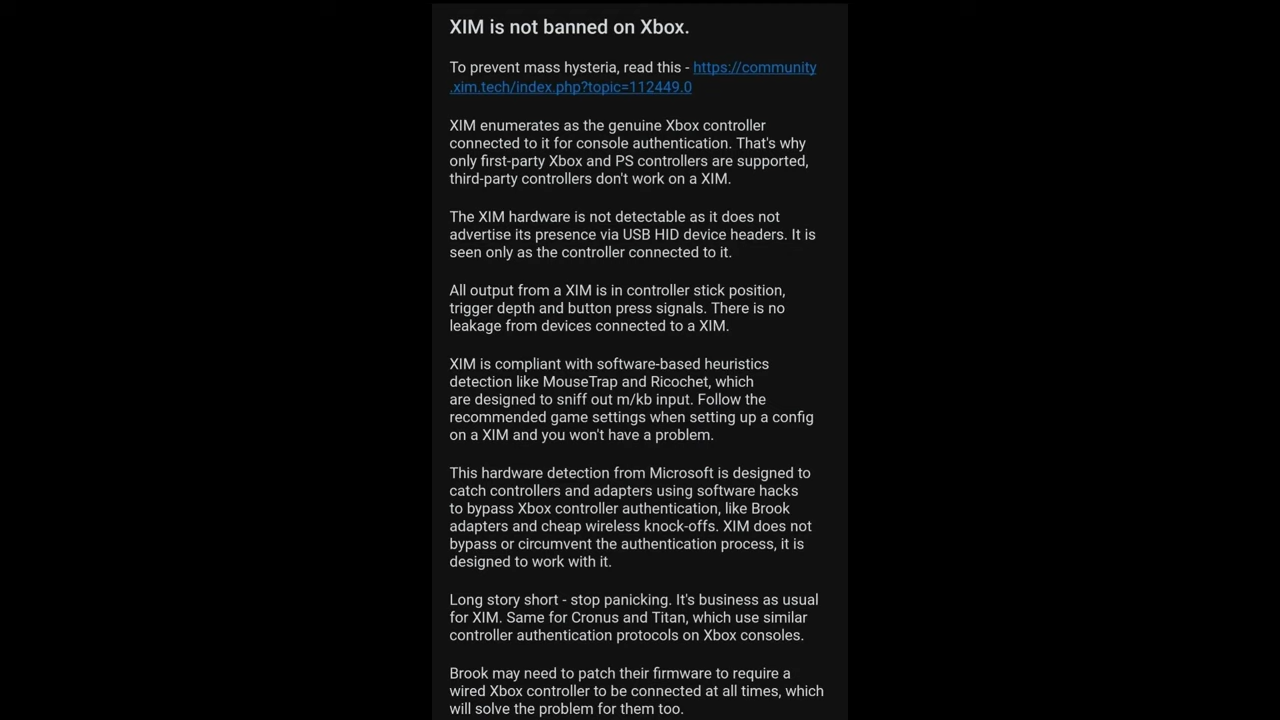 XIM is not banned on Xbox.
To prevent mass hysteria, read this - https://community
.xim.tech/index.php?topic=112449.0
XIM enumerates as the genuine Xbox controller
connected to it for console authentication. That's why
only first-party Xbox and PS controllers are supported,
third-party controllers don't work on a XIM.
The XIM hardware is not detectable as it does not
advertise its presence via USB HID device headers. It is
seen only as the controller connected to it.
All output from a XIM is in controller stick position,
trigger depth and button press signals. There is no
leakage from devices connected to a XIM.
XIM is compliant with software-based heuristics
detection like MouseTrap and Ricochet, which
are designed to sniff out m/kb input. Follow the
recommended game settings when setting up a config
on a XIM and you won't have a problem.
This hardware detection from Microsoft is designed to
catch controllers and adapters using software hacks
to bypass Xbox controller authentication, like Brook
adapters and cheap wireless knock-offs. XIM does not
bypass or circumvent the authentication process, it is
designed to work with it.
Long story short - stop panicking. It's business as usual
for XIM. Same for Cronus and Titan, which use similar
controller authentication protocols on Xbox consoles.
Brook may need to patch their firmware to require a
wired Xbox controller to be connected at all times, which
will solve the problem for them too.